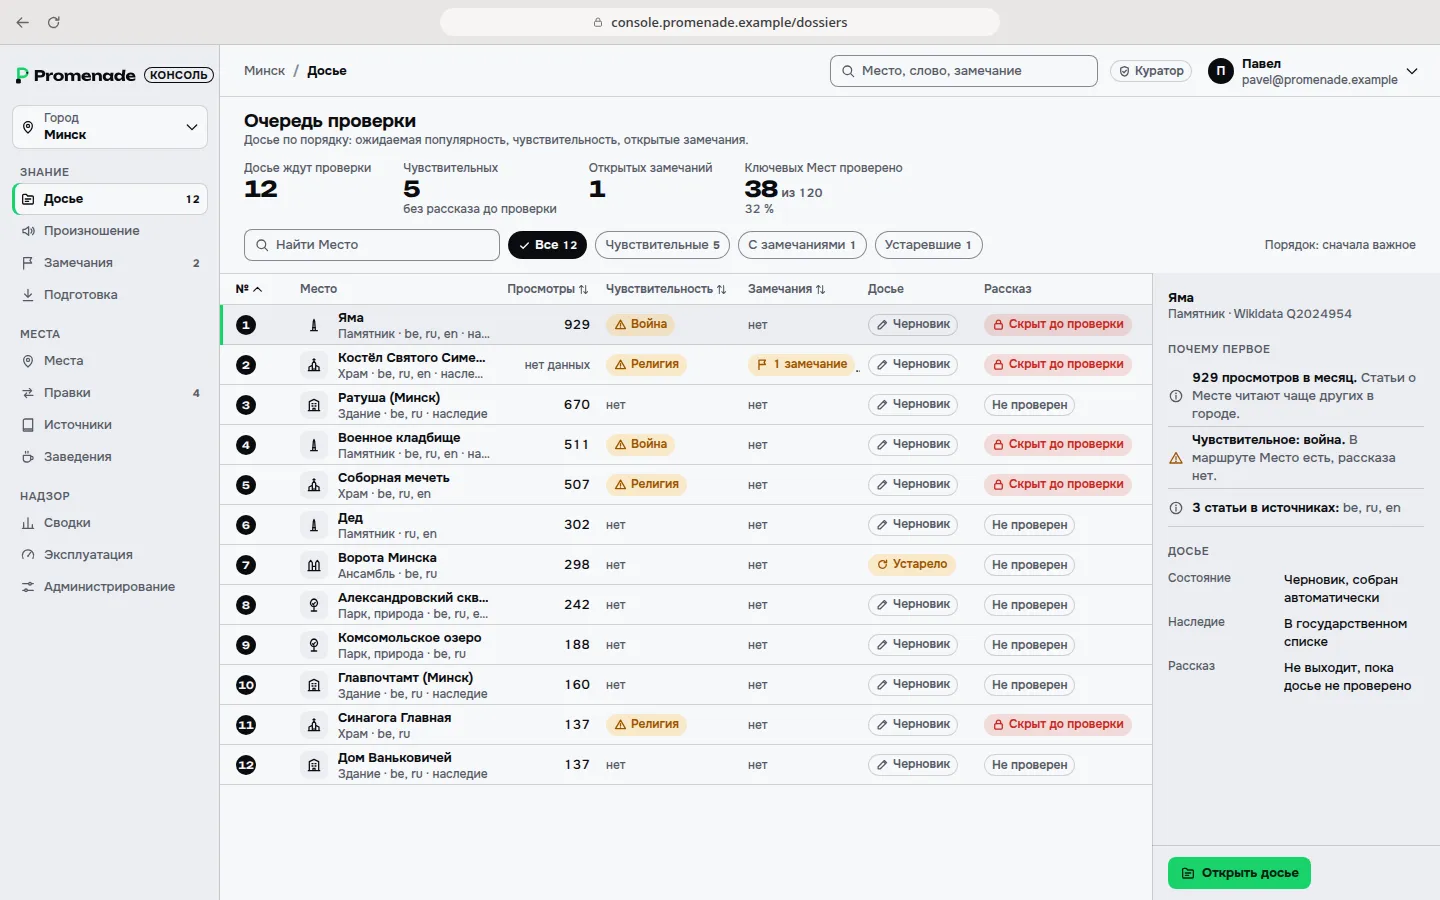 console.promenade.example/dossiers
Promenade КОНСОЛЬ
Город
Минск
ЗНАНИЕ
Досье 12
Произношение
Замечания 2
Подготовка
МЕСТА
Места
Правки 4
Источники
Заведения
НАДЗОР
Сводки
Эксплуатация
Администрирование
Минск / Досье
Место, слово, замечание
Куратор
П
Павел
pavel@promenade.example
Очередь проверки
Досье по порядку: ожидаемая популярность, чувствительность, открытые замечания.
Досье ждут проверки
12
Чувствительных
5
без рассказа до проверки
Открытых замечаний
1
Ключевых Мест проверено
38 из 120
32 %
Найти Место
Все 12
Чувствительные 5
С замечаниями 1
Устаревшие 1
Порядок: сначала важное
№ Место Просмотры Чувствительность Замечания Досье Рассказ
1 Яма 929 Война нет Черновик Скрыт до проверки
Памятник · be, ru, en · на...
2 Костёл Святого Симе... нет данных Религия 1 замечание Черновик Скрыт до проверки
Храм · be, ru, en · насле...
3 Ратуша (Минск) 670 нет нет Черновик Не проверен
Здание · be, ru · наследие
4 Военное кладбище 511 Война нет Черновик Скрыт до проверки
Памятник · be, ru, en · на...
5 Соборная мечеть 507 Религия нет Черновик Скрыт до проверки
Храм · be, ru, en
6 Дед 302 нет нет Черновик Не проверен
Памятник · ru, en
7 Ворота Минска 298 нет нет Устарело Не проверен
Ансамбль · be, ru
8 Александровский скв... 242 нет нет Черновик Не проверен
Парк, природа · be, ru, e...
9 Комсомольское озеро 188 нет нет Черновик Не проверен
Парк, природа · be, ru
10 Главпочтамт (Минск) 160 нет нет Черновик Не проверен
Здание · be, ru · наследие
11 Синагога Главная 137 Религия нет Черновик Скрыт до проверки
Храм · be, ru
12 Дом Ваньковичей 137 нет нет Черновик Не проверен
Здание · be, ru · наследие
Яма
Памятник · Wikidata Q2024954
ПОЧЕМУ ПЕРВОЕ
929 просмотров в месяц. Статьи о
Месте читают чаще других в
городе.
Чувствительное: война. В
маршруте Место есть, рассказа
нет.
3 статьи в источниках: be, ru, en
ДОСЬЕ
Состояние Черновик, собран
автоматически
Наследие В государственном
списке
Рассказ Не выходит, пока
досье не проверено
Открыть досье